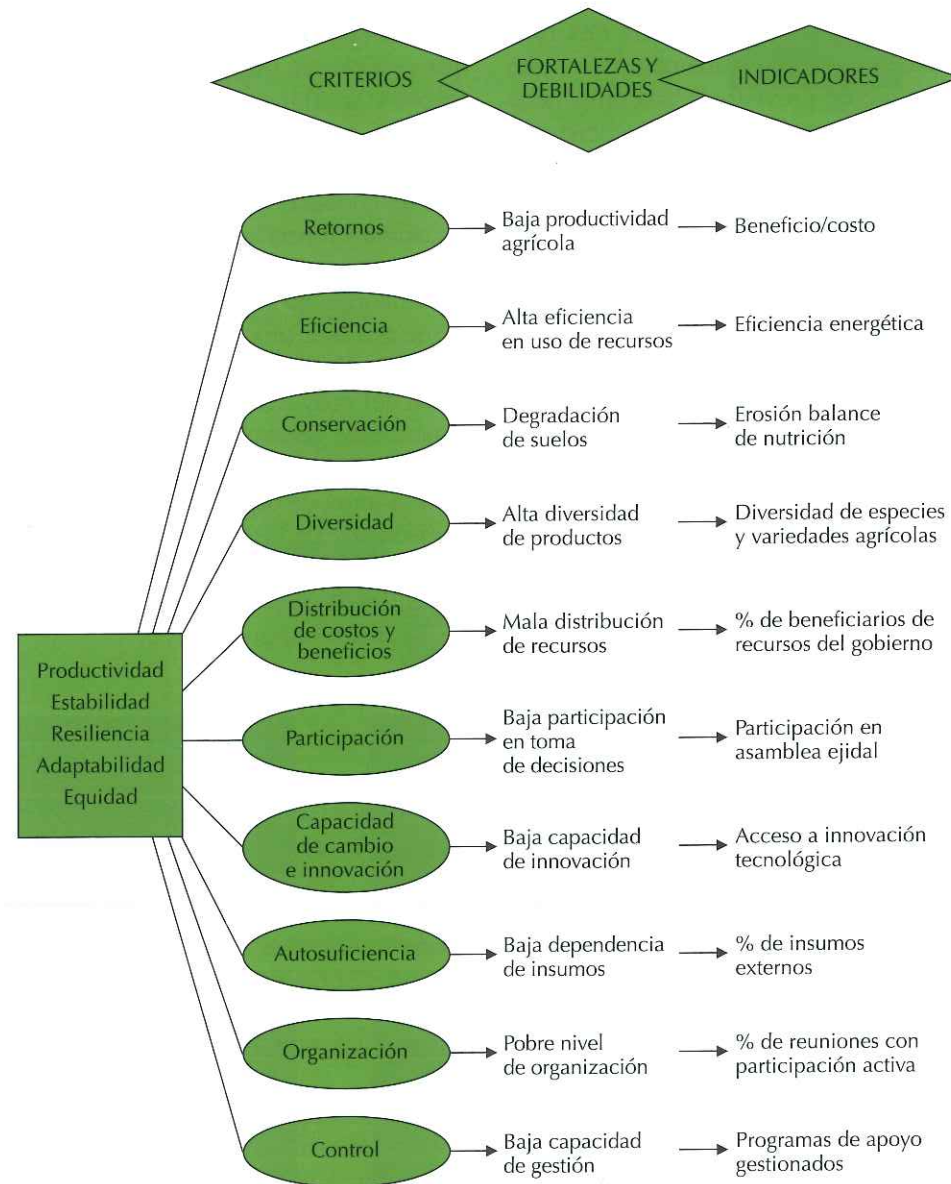 CRITERIOS
FORTALEZAS Y
DEBILIDADES
INDICADORES
Retornos
Baja productividad
agrícola
Beneficio/costo
Eficiencia
Alta eficiencia
en uso de recursos
Eficiencia energética
Conservación
Degradación
de suelos
Erosión balance
de nutrición
Diversidad
Alta diversidad
de productos
Diversidad de especies
y variedades agrícolas
Distribución
de costos y
beneficios
Mala distribución
de recursos
% de beneficiarios de
recursos del gobierno
Productividad
Estabilidad
Resiliencia
Adaptabilidad
Equidad
Participación
Baja participación
en toma
de decisiones
Participación en
asamblea ejidal
Capacidad
de cambio
e innovación
Baja capacidad
de innovación
Acceso a innovación
tecnológica
Autosuficiencia
Baja dependencia
de insumos
% de insumos
externos
Organización
Pobre nivel
de organización
% de reuniones con
participación activa
Control
Baja capacidad
de gestión
Programas de apoyo
gestionados